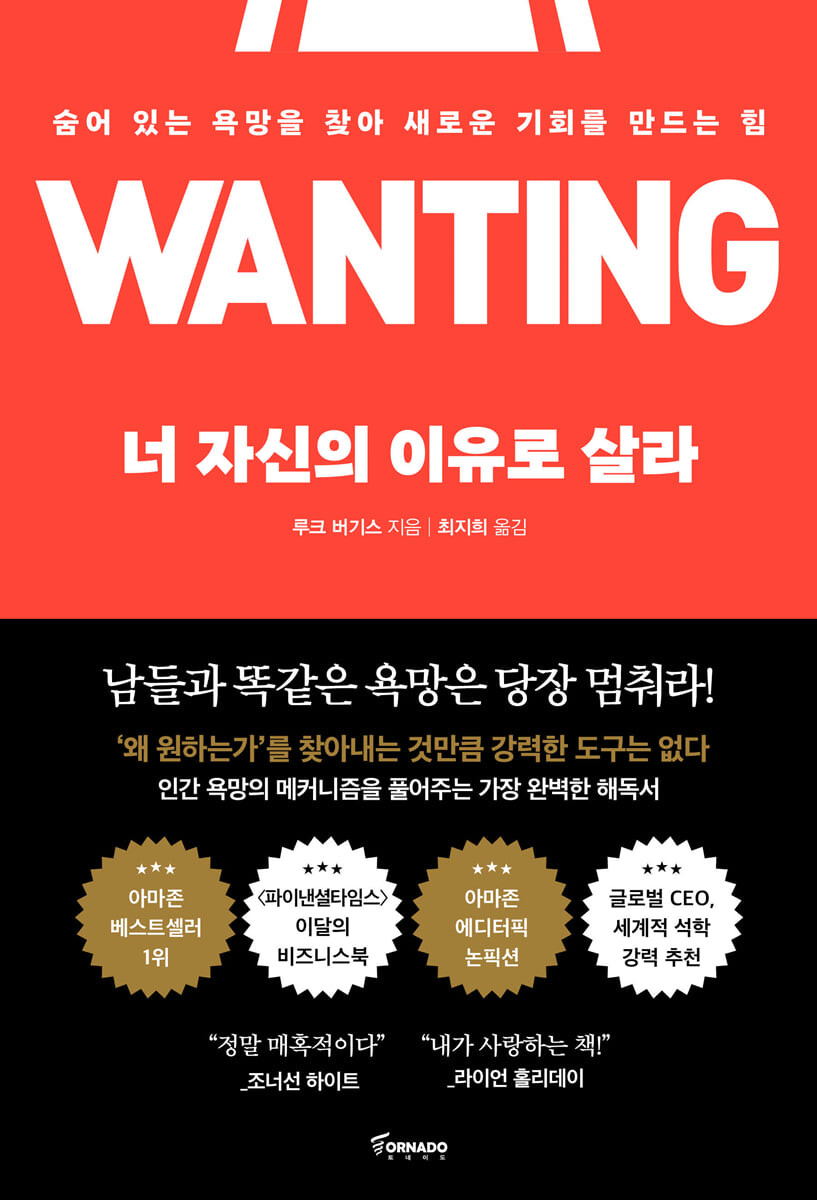 숨어 있는 욕망을 찾아 새로운 기회를 만드는 힘
WANTING
너 자신의 이유로 살라
루크 버기스 지음 | 최지희 옮김
남들과 똑같은 욕망은 당장 멈춰라!
‘왜 원하는가’를 찾아내는 것만큼 강력한 도구는 없다
인간 욕망의 메커니즘을 풀어주는 가장 완벽한 해독서
아마존
베스트셀러
1위
〈파이낸셜타임스〉
이달의
비즈니스북
아마존
에디터픽
논픽션
글로벌 CEO,
세계적 석학
강력 추천
“정말 매혹적이다”
_조너선 하이트
“내가 사랑하는 책!”
_라이언 홀리데이
TORNADO
토네이도